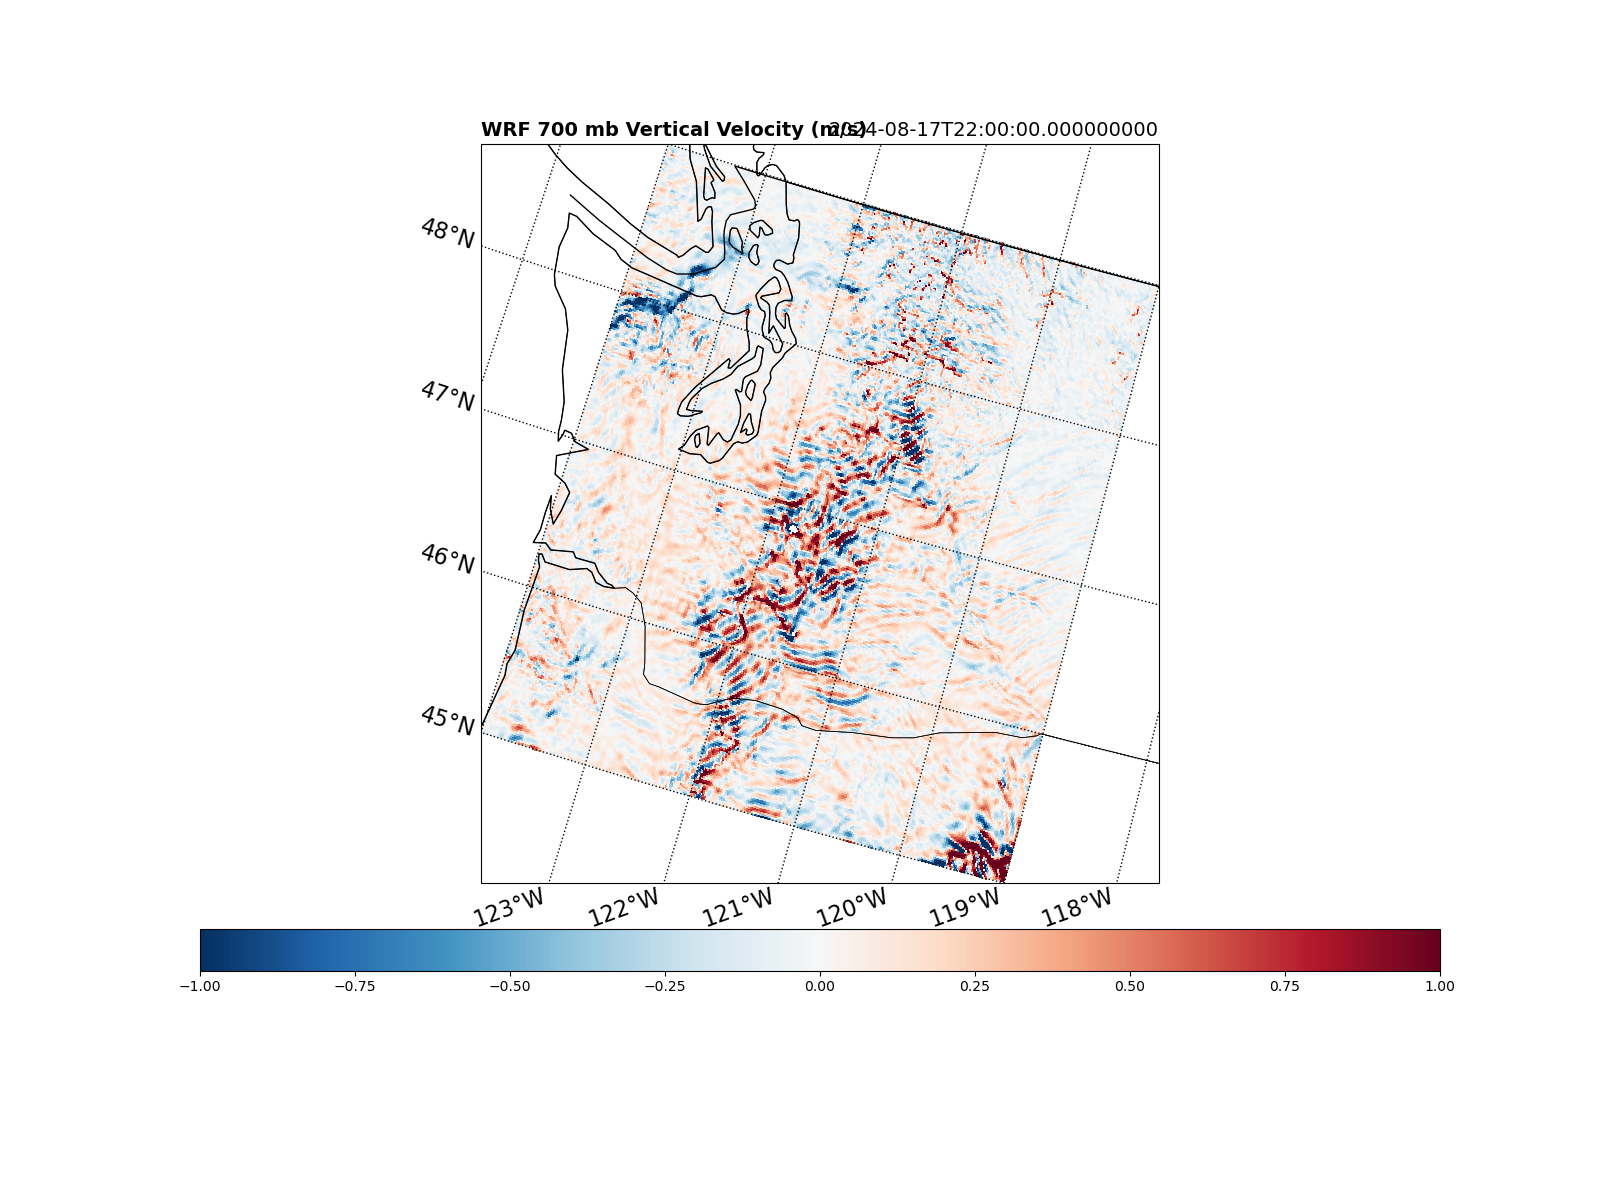 WRF 700 mb Vertical Velocity (m/s) 2024-08-17T22:00:00.000000000
48°N
47°N
46°N
45°N
123°W 122°W 121°W 120°W 119°W 118°W
−1.00 −0.75 −0.50 −0.25 0.00 0.25 0.50 0.75 1.00